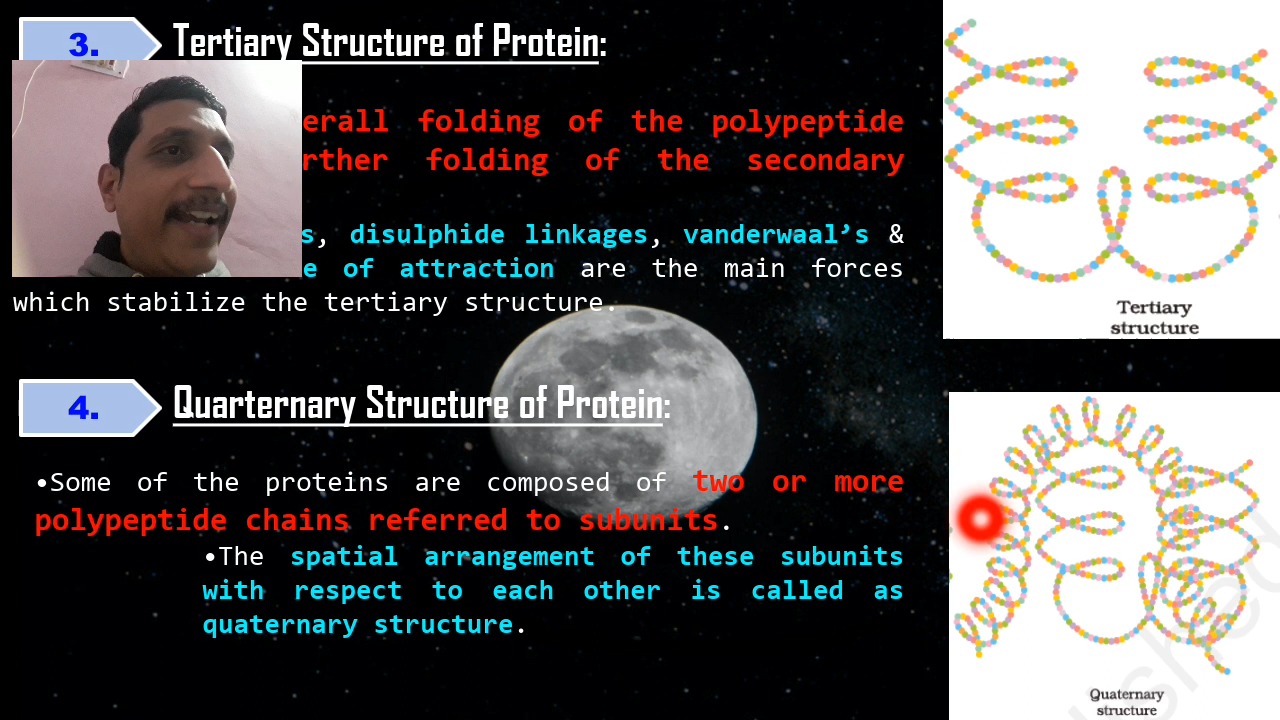 3. Tertiary Structure of Protein:
erall folding of the polypeptide
rther folding of the secondary
s, disulphide linkages, vanderwaal’s &
e of attraction are the main forces
which stabilize the tertiary structure.
Tertiary
structure
4. Quarternary Structure of Protein:
•Some of the proteins are composed of two or more
polypeptide chains referred to subunits.
•The spatial arrangement of these subunits
with respect to each other is called as
quaternary structure.
Quaternary
structure